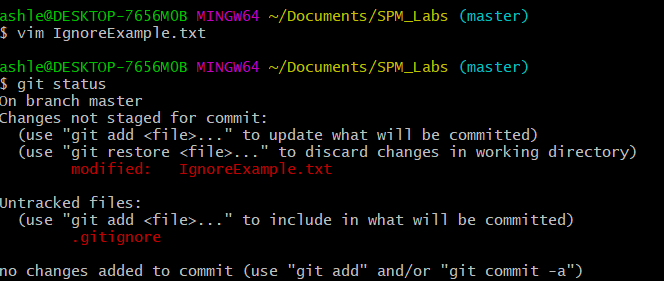 ashle@DESKTOP-7656MOB MINGW64 ~/Documents/SPM_Labs (master)
$ vim IgnoreExample.txt
ashle@DESKTOP-7656MOB MINGW64 ~/Documents/SPM_Labs (master)
$ git status
On branch master
Changes not staged for commit:
  (use "git add <file>..." to update what will be committed)
  (use "git restore <file>..." to discard changes in working directory)
        modified:   IgnoreExample.txt
Untracked files:
  (use "git add <file>..." to include in what will be committed)
        .gitignore
no changes added to commit (use "git add" and/or "git commit -a")